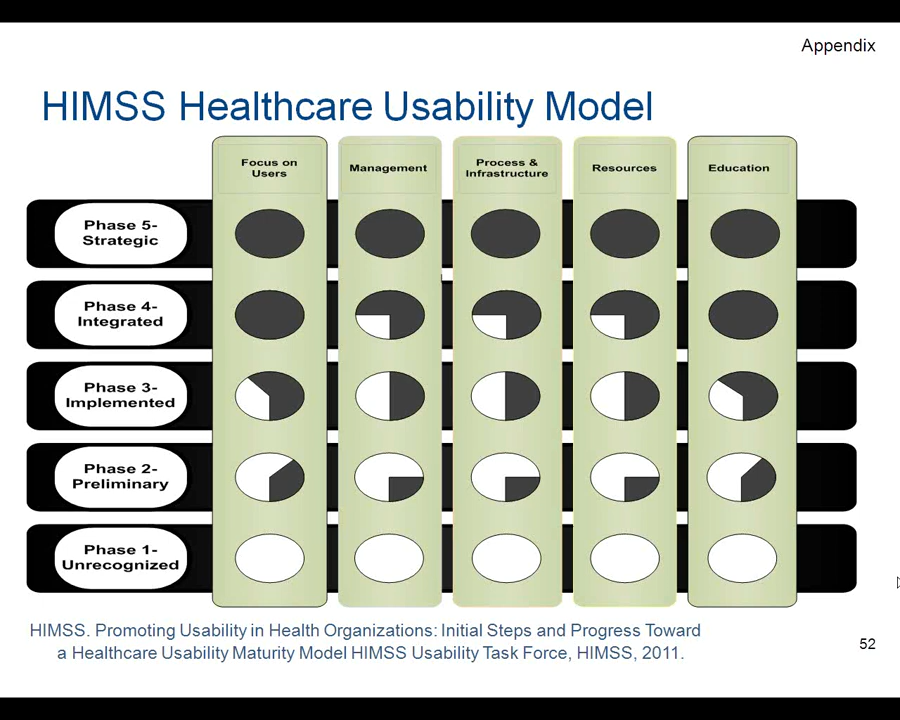 Appendix
HIMSS Healthcare Usability Model
Focus on
Users
Management
Process &
Infrastructure
Resources
Education
Phase 5-
Strategic
Phase 4-
Integrated
Phase 3-
Implemented
Phase 2-
Preliminary
Phase 1-
Unrecognized
HIMSS. Promoting Usability in Health Organizations: Initial Steps and Progress Toward
a Healthcare Usability Maturity Model HIMSS Usability Task Force, HIMSS, 2011.
52